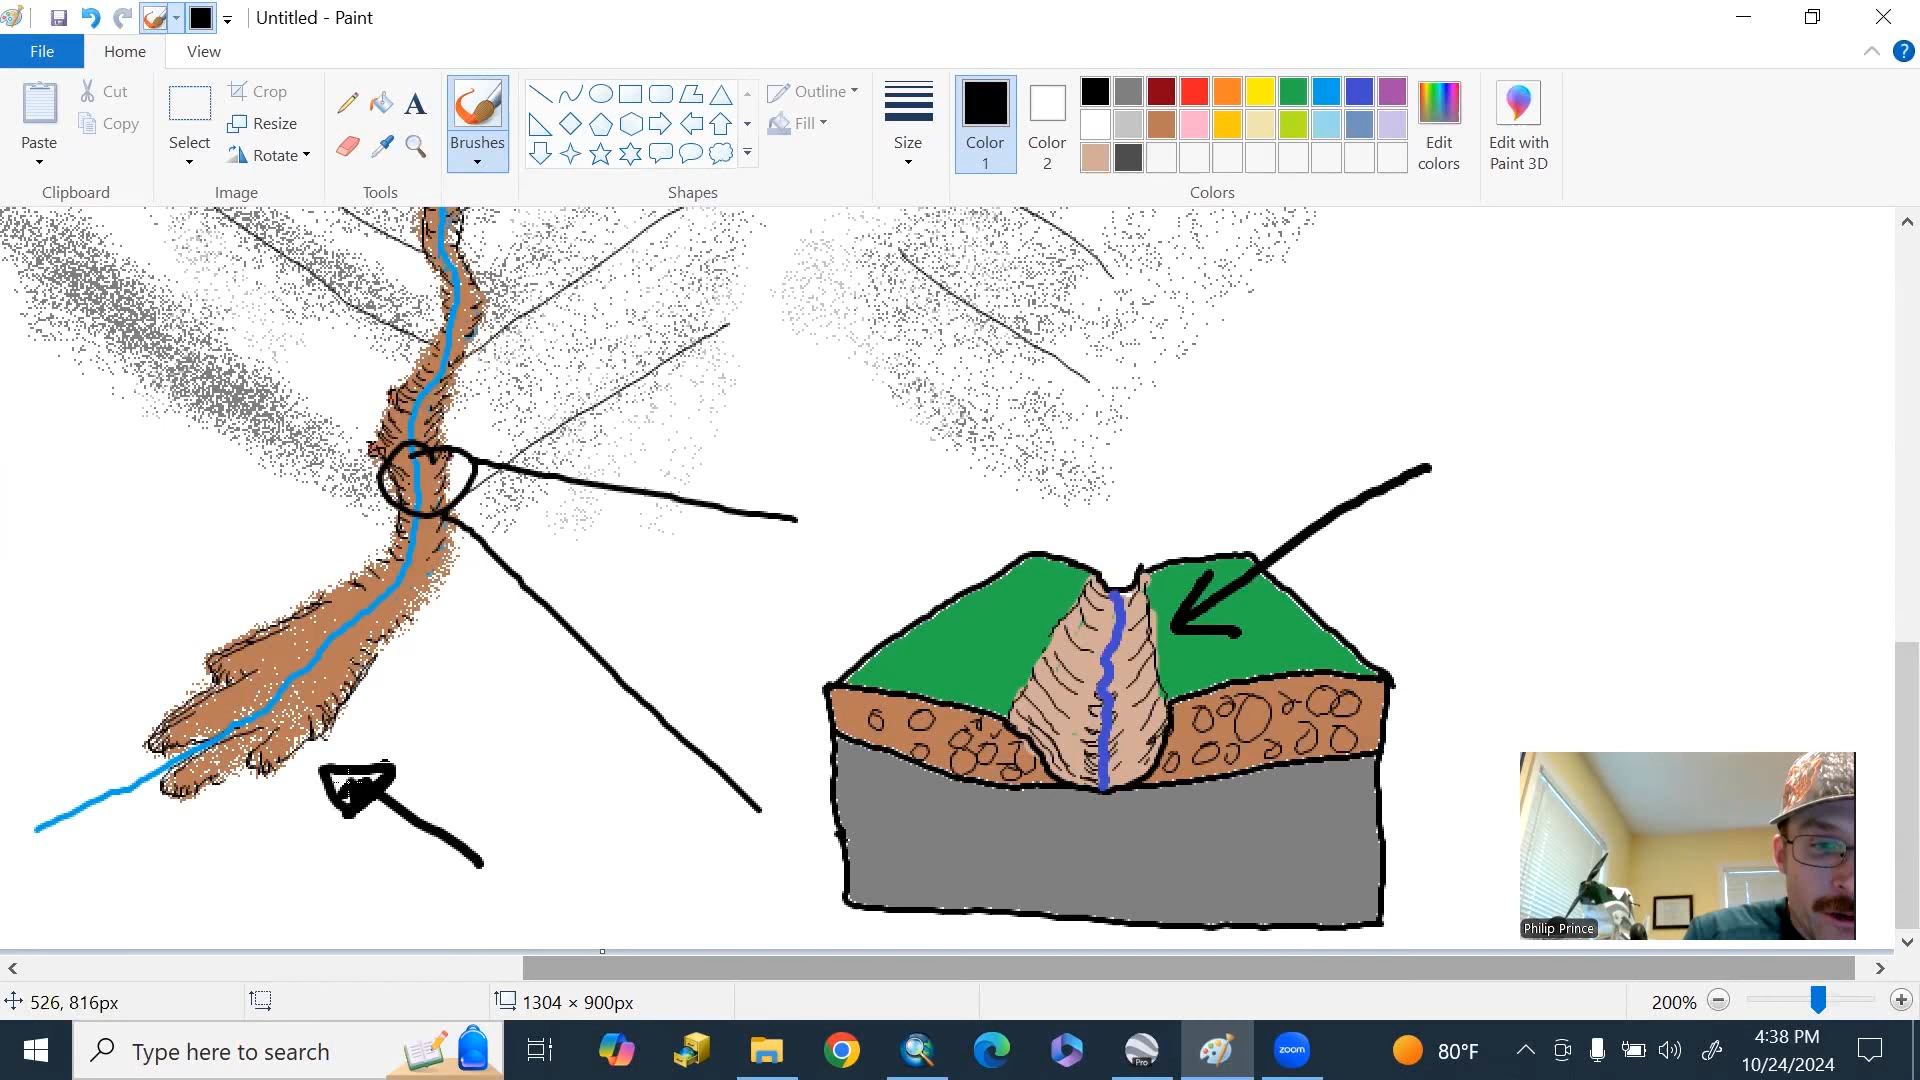 Untitled - Paint
File
Home
View
Paste
Cut
Copy
Clipboard
Select
Crop
Resize
Rotate
Image
A
Tools
Brushes
Outline
Fill
Shapes
Size
Color
1
Color
2
Edit
colors
Colors
Edit with
Paint 3D
Philip Prince
526, 816px
1304 × 900px
200%
Type here to search
Pro
zoom
80°F
4:38 PM
10/24/2024